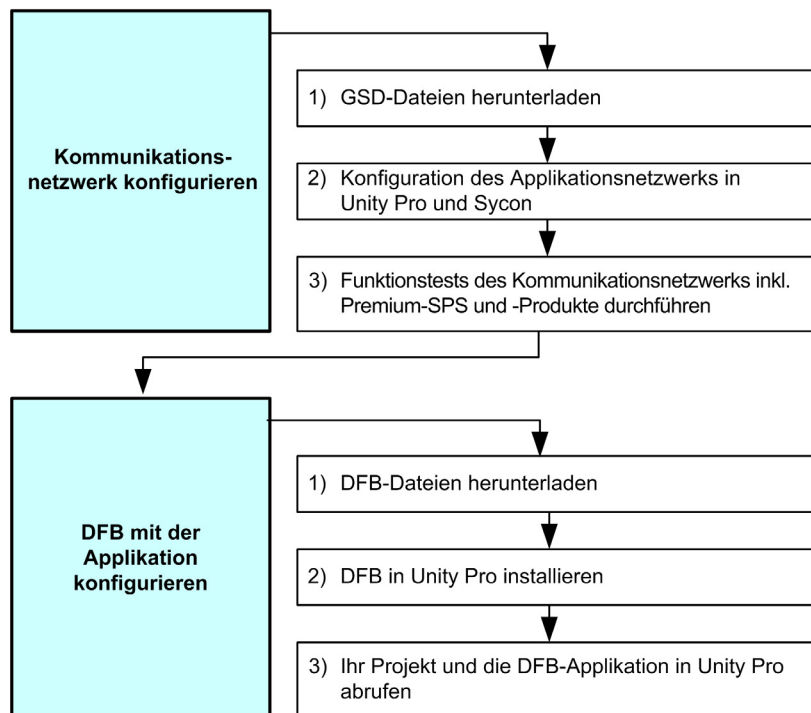 Kommunikations-
netzwerk konfigurieren
1) GSD-Dateien herunterladen
2) Konfiguration des Applikationsnetzwerks in
Unity Pro und Sycon
3) Funktionstests des Kommunikationsnetzwerks inkl.
Premium-SPS und -Produkte durchführen
DFB mit der
Applikation
konfigurieren
1) DFB-Dateien herunterladen
2) DFB in Unity Pro installieren
3) Ihr Projekt und die DFB-Applikation in Unity Pro
abrufen